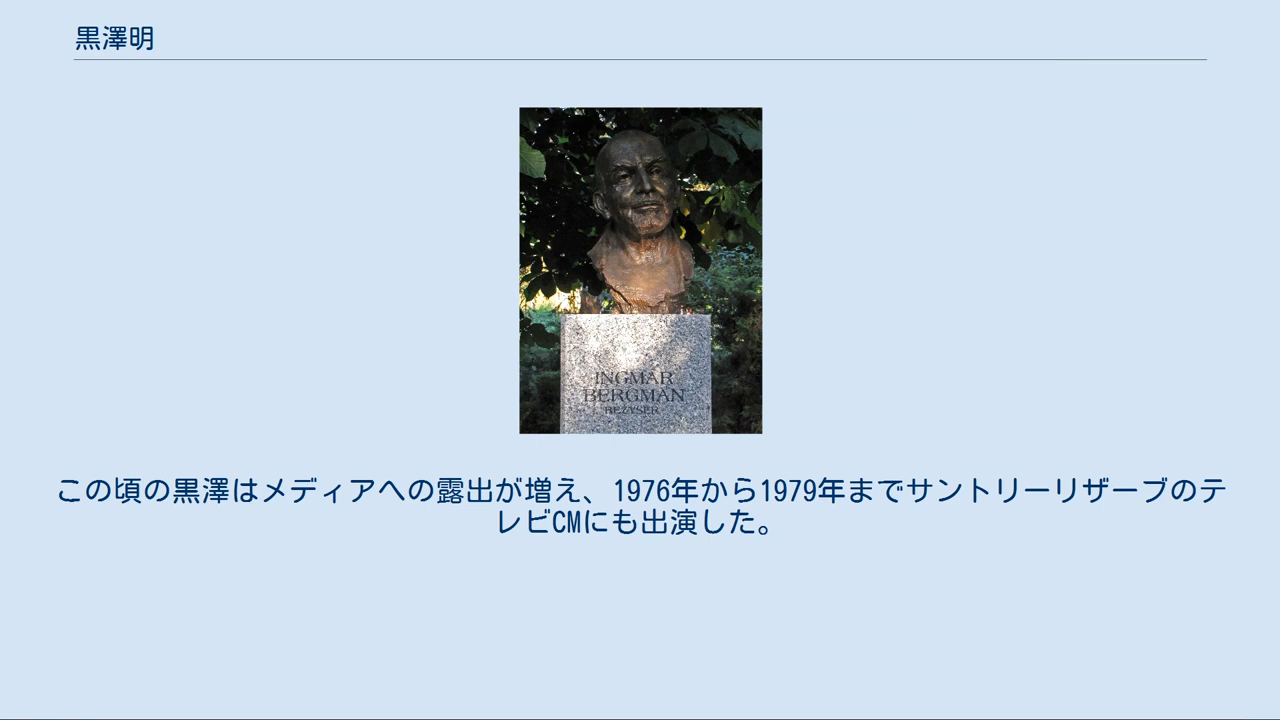 黒澤明
INGMAR
BERGMAN
REŻYSER
この頃の黒澤はメディアへの露出が増え、1976年から1979年までサントリーリザーブのテ
レビCMにも出演した。